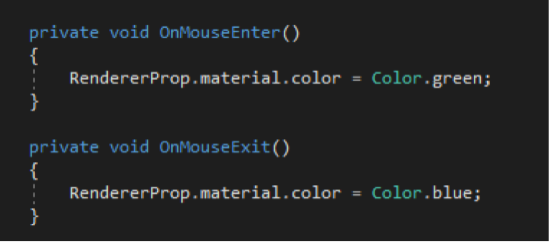 private void OnMouseEnter()
{
RendererProp.material.color = Color.green;
}
private void OnMouseExit()
{
RendererProp.material.color = Color.blue;
}